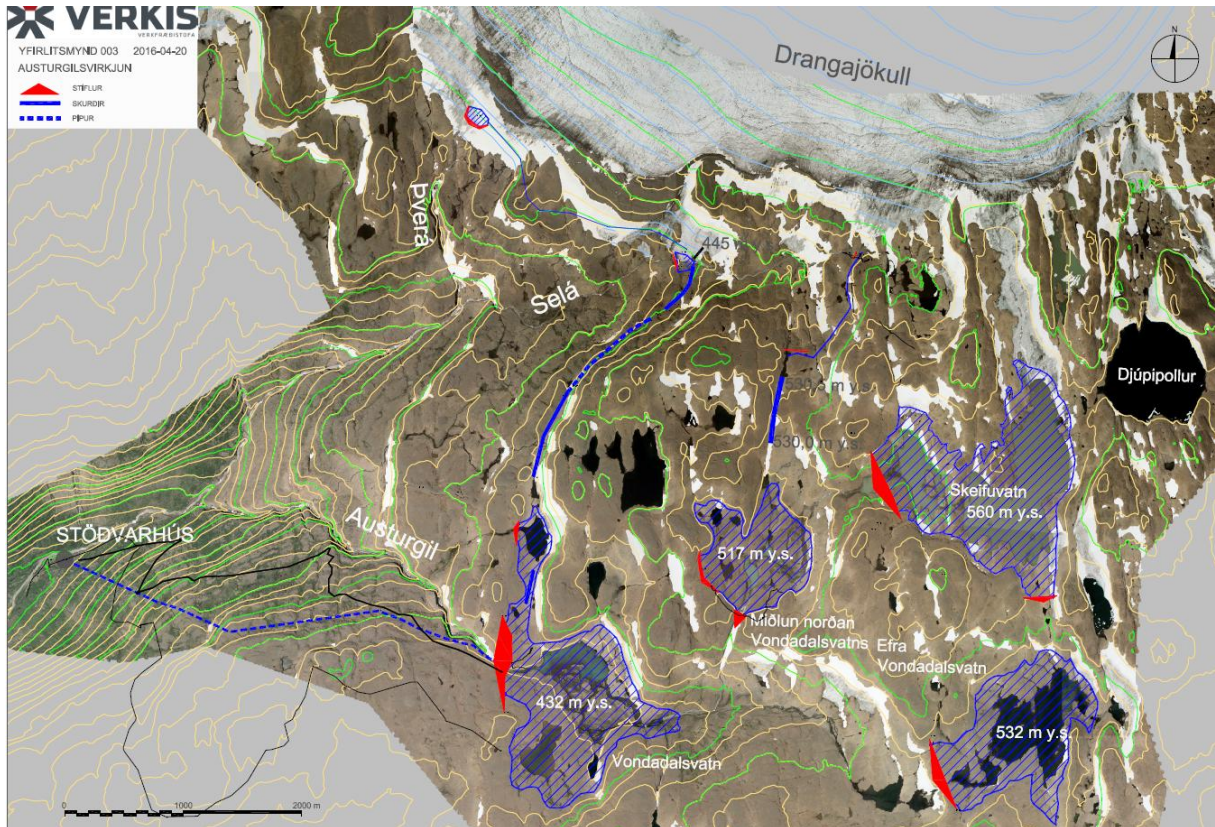 VERKIS
VERKFRÆÐISTOFA
YFIRLITSMYND 003 2016-04-20
AUSTURGILSVIRKJUN
STÍFLUR
SKURÐIR
PÍPUR
Drangajökull
N
Þverá
445
Selá
Djúpipollur
m y.s.
530,0 m y.s.
Skeifuvatn
560 m y.s.
STÖÐVARHÚS
Austurgil
517 m y.s.
Miðlun norðan
Vondadalsvatns
Efra
Vondadalsvatn
432 m y.s.
532 m y.s.
Vondadalsvatn
0 1000 2000 m